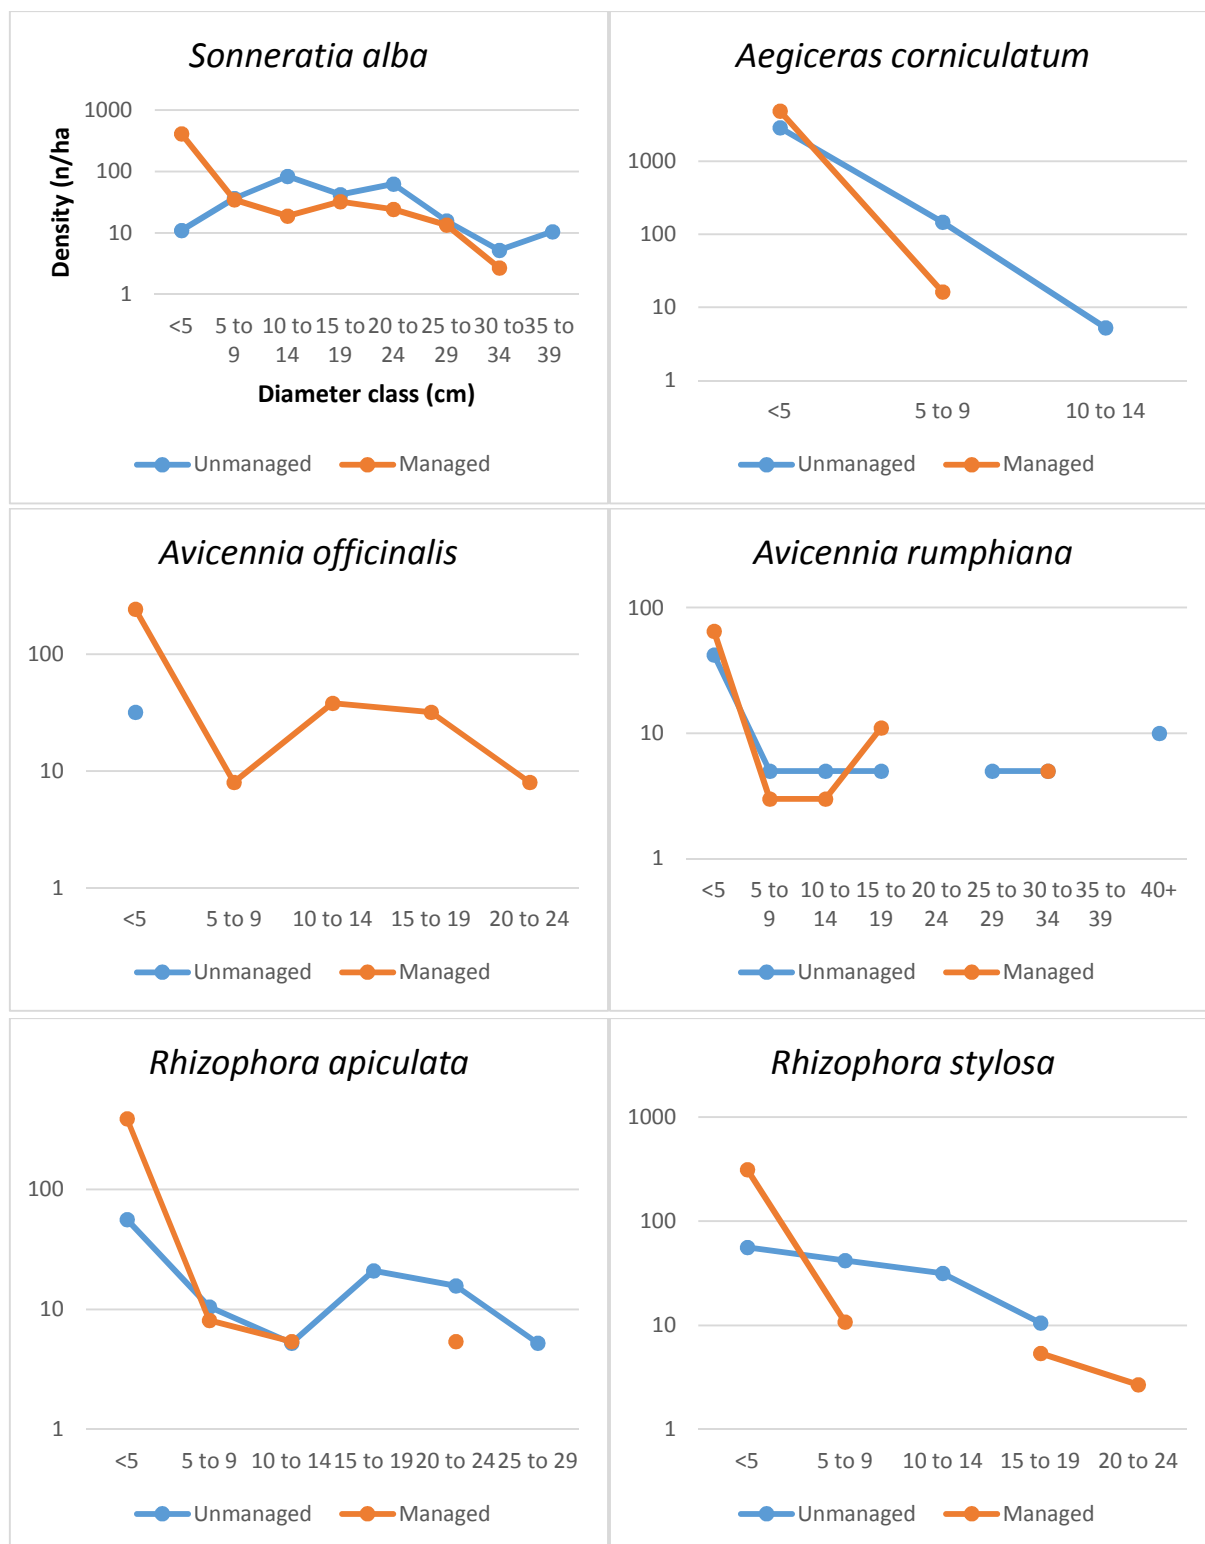 Sonneratia alba
Density (n/ha
1000
100
10
1
<5 5 to 10 to 15 to 20 to 25 to 30 to 35 to
9 14 19 24 29 34 39
Diameter class (cm)
Unmanaged Managed
Aegiceras corniculatum
1000
100
10
1
<5 5 to 9 10 to 14
Unmanaged Managed
Avicennia officinalis
100
10
1
<5 5 to 9 10 to 14 15 to 19 20 to 24
Unmanaged Managed
Avicennia rumphiana
100
10
1
<5 5 to 10 to 15 to 20 to 25 to 30 to 35 to 40+
9 14 19 24 29 34 39
Unmanaged Managed
Rhizophora apiculata
100
10
1
<5 5 to 9 10 to 14 15 to 19 20 to 24 25 to 29
Unmanaged Managed
Rhizophora stylosa
1000
100
10
1
<5 5 to 9 10 to 14 15 to 19 20 to 24
Unmanaged Managed